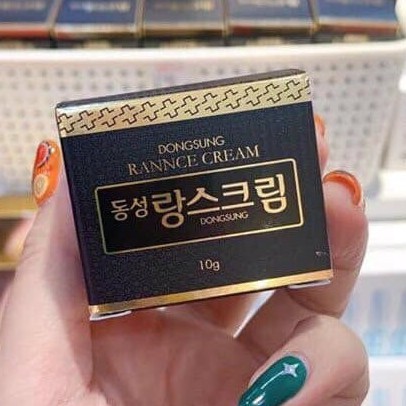 DONGSUNG
RANNCE CREAM
동성 랑스크림
DONGSUNG
10g